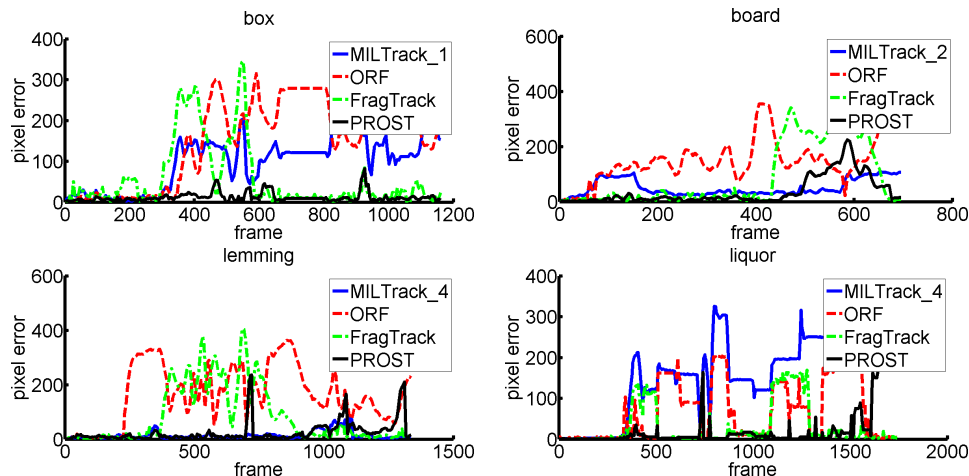 box
400
300
200
100
0
pixel error
0 200 400 600 800 1000 1200
frame
MILTrack_1
ORF
FragTrack
PROST
board
600
400
200
0
pixel error
0 200 400 600 800
frame
MILTrack_2
ORF
FragTrack
PROST
lemming
600
400
200
0
pixel error
0 500 1000 1500
frame
MILTrack_4
ORF
FragTrack
PROST
liquor
400
300
200
100
0
pixel error
0 500 1000 1500 2000
frame
MILTrack_4
ORF
FragTrack
PROST